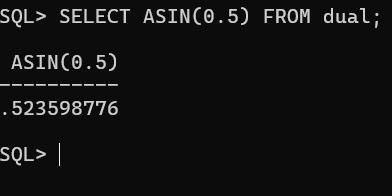 SQL> SELECT ASIN(0.5) FROM dual;
 ASIN(0.5)
----------
.523598776
SQL>